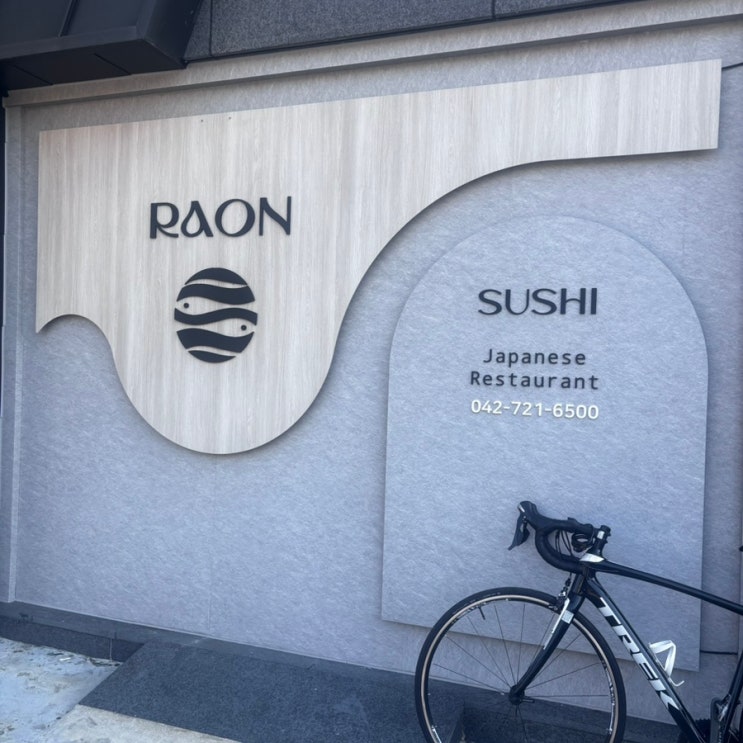 RAON
SUSHI
Japanese
Restaurant
042-721-6500
TREK